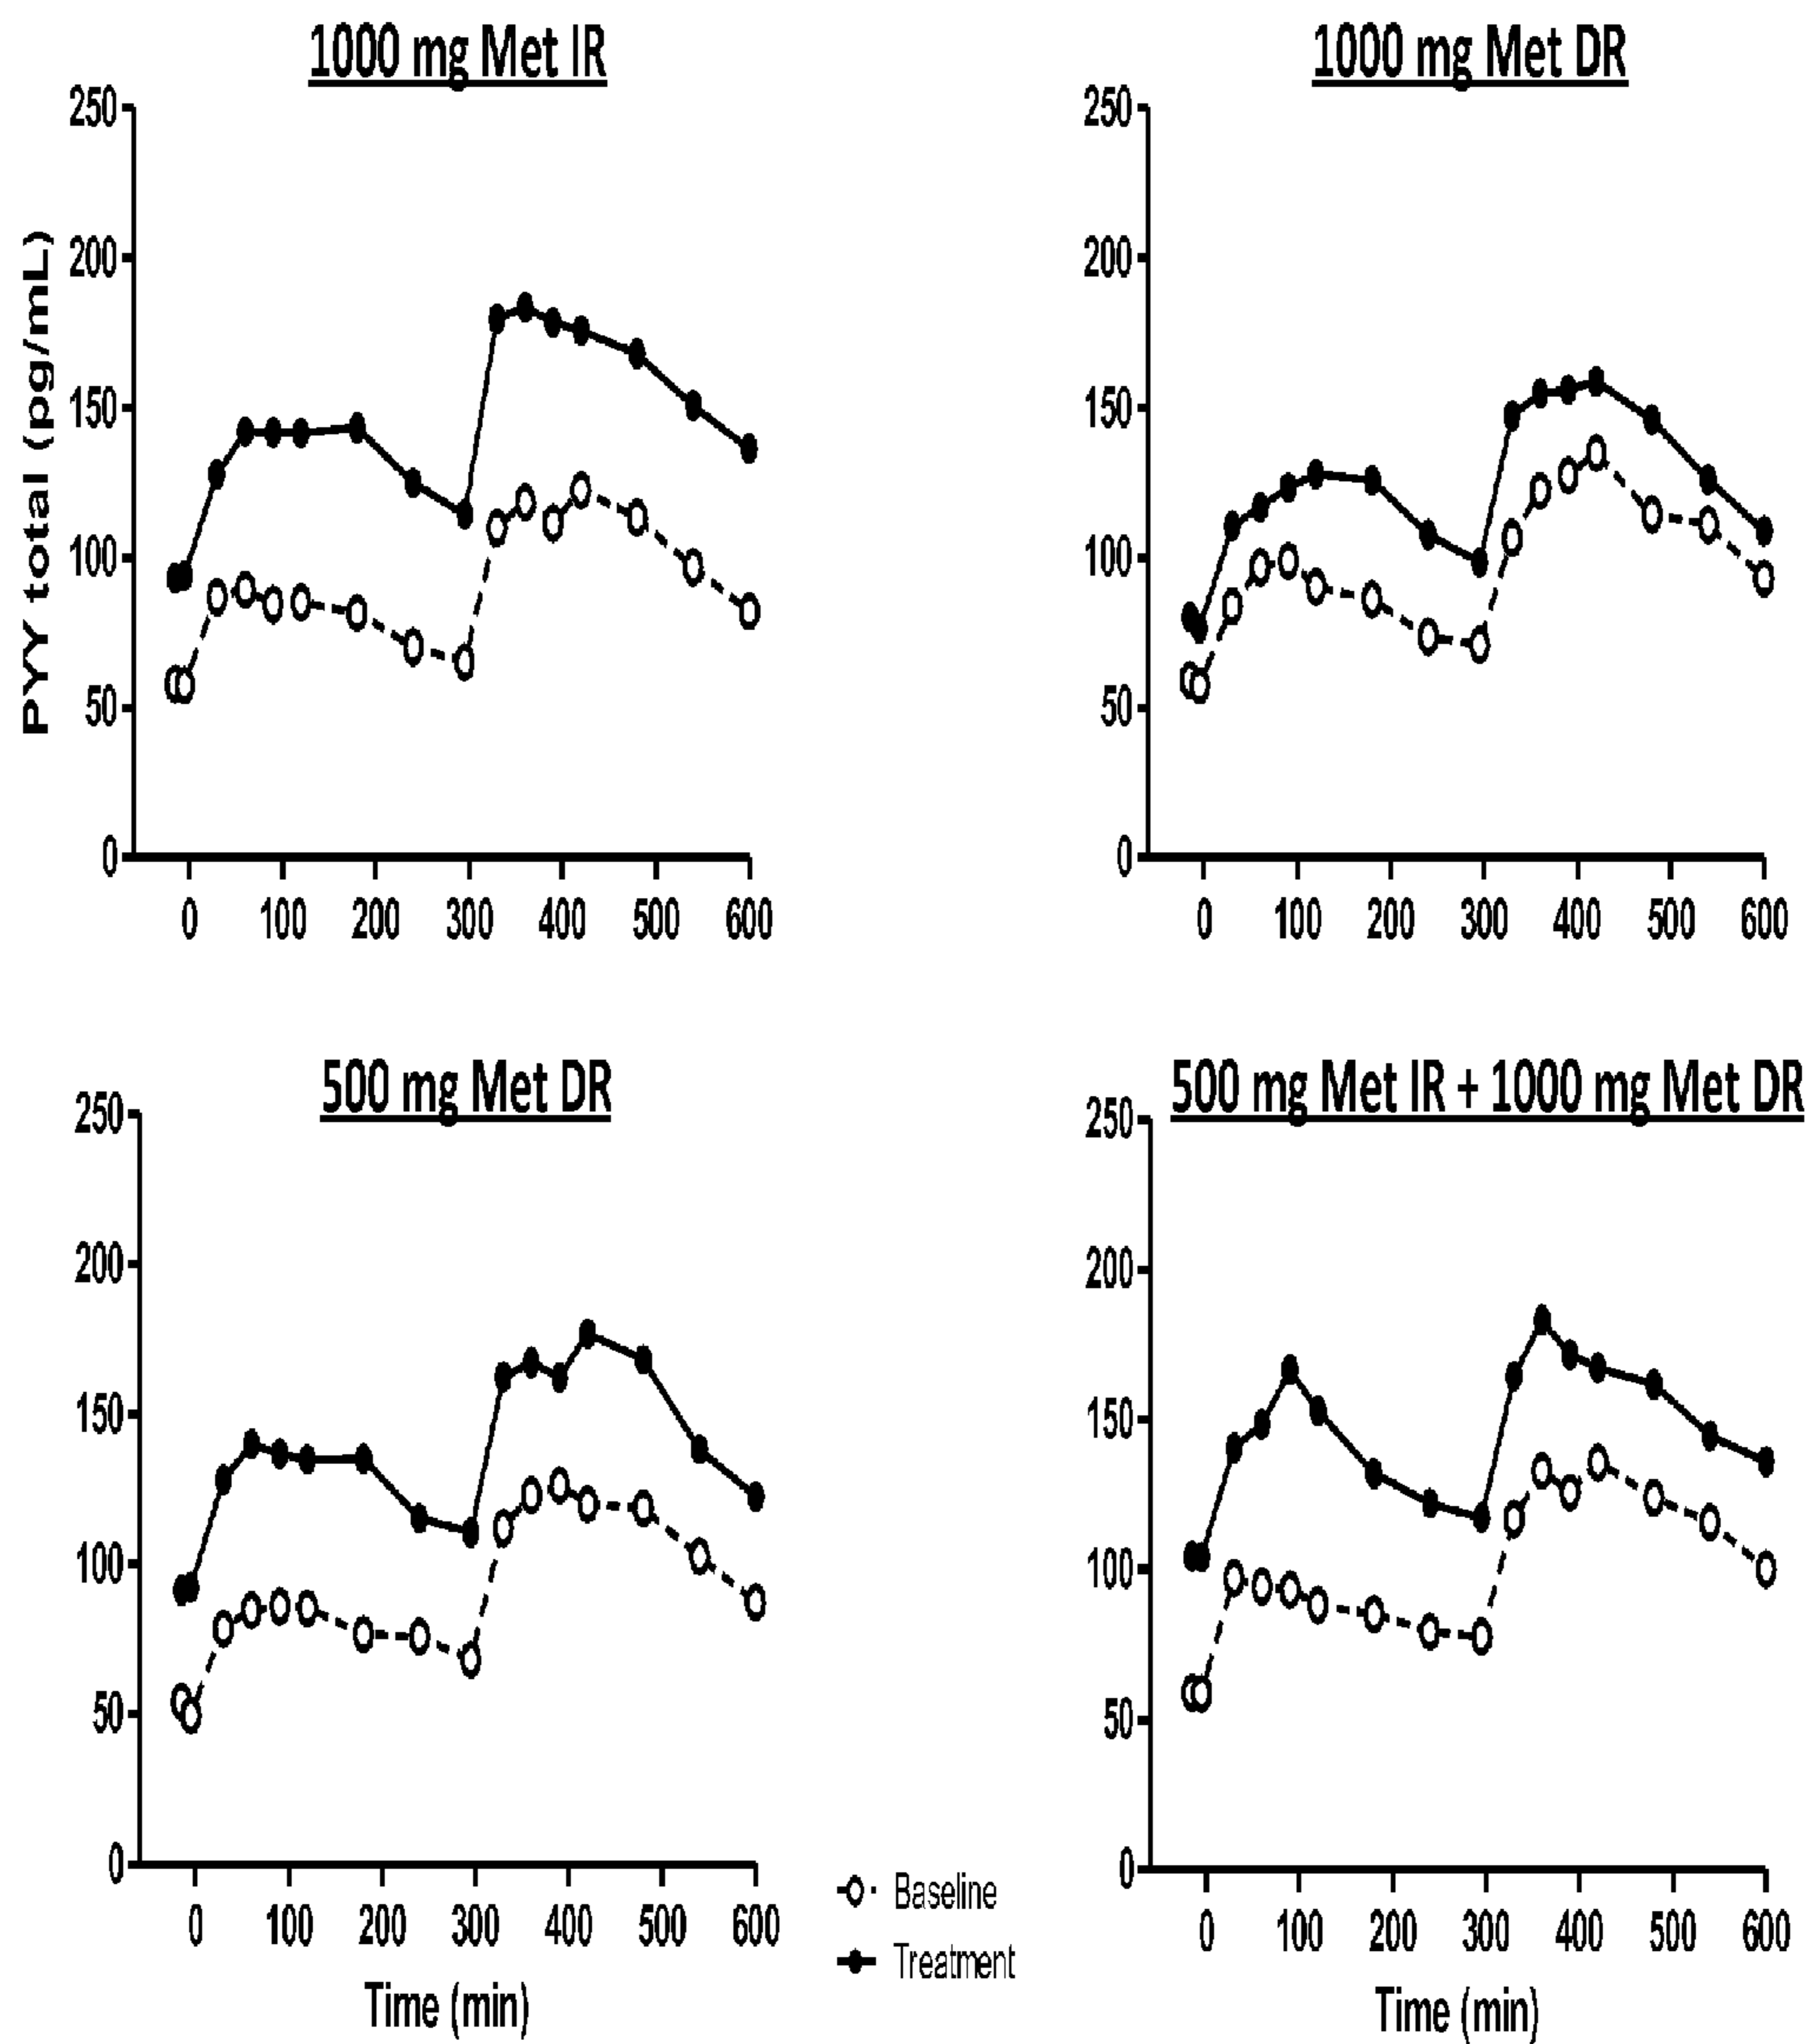 1000 mg Met IR
250
200
150
100
50
0
0 100 200 300 400 500 600
PYY total (pg/mL)
1000 mg Met DR
250
200
150
100
50
0
0 100 200 300 400 500 600
500 mg Met DR
250
200
150
100
50
0
0 100 200 300 400 500 600
Time (min)
Baseline
Treatment
500 mg Met IR + 1000 mg Met DR
250
200
150
100
50
0
0 100 200 300 400 500 600
Time (min)